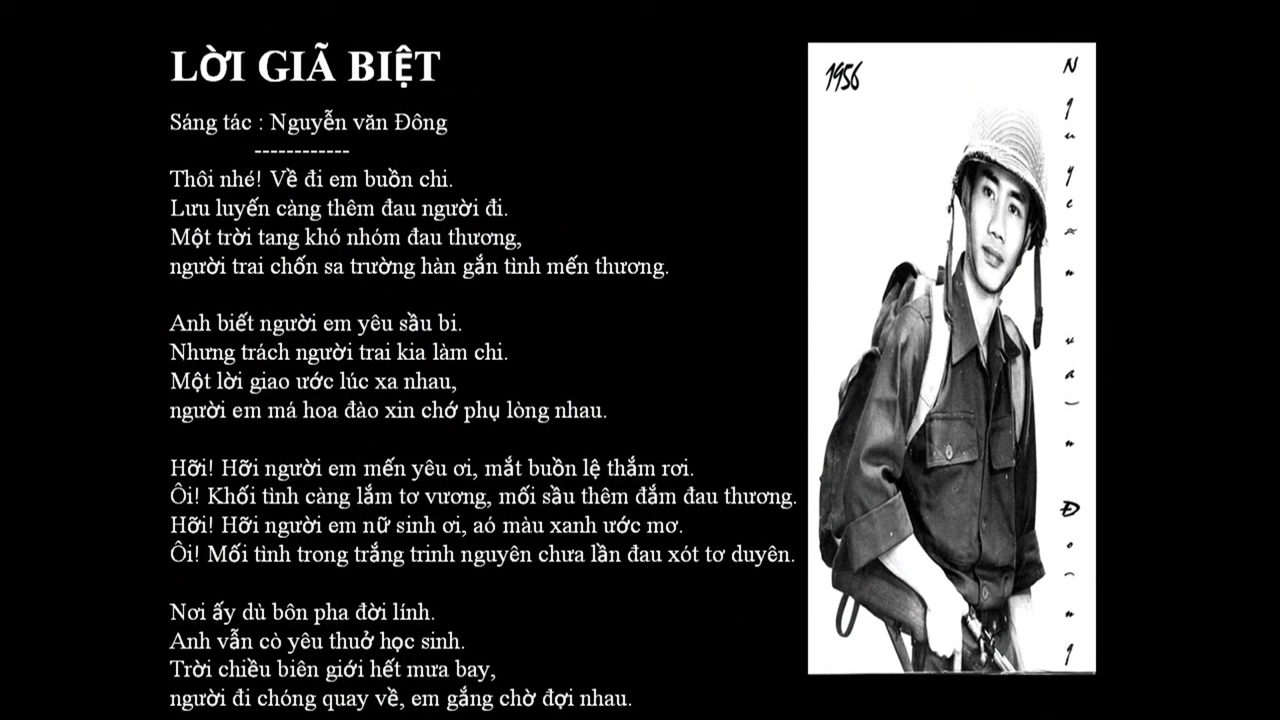 LỜI GIÃ BIỆT
Sáng tác : Nguyễn văn Đông
------------
Thôi nhé! Về đi em buồn chi.
Lưu luyến càng thêm đau người đi.
Một trời tang khó nhóm đau thương,
người trai chốn sa trường hàn gắn tình mến thương.
Anh biết người em yêu sầu bi.
Nhưng trách người trai kia làm chi.
Một lời giao ước lúc xa nhau,
người em má hoa đào xin chớ phụ lòng nhau.
Hỡi! Hỡi người em mến yêu ơi, mắt buồn lệ thắm rơi.
Ôi! Khối tình càng lắm tơ vương, mối sầu thêm đắm đau thương.
Hỡi! Hỡi người em nữ sinh ơi, aó màu xanh ước mơ.
Ôi! Mối tình trong trắng trinh nguyên chưa lần đau xót tơ duyên.
Nơi ấy dù bôn pha đời lính.
Anh vẫn cò yêu thuở học sinh.
Trời chiều biên giới hết mưa bay,
người đi chóng quay về, em gắng chờ đợi nhau.
1956
Nguyễn văn Đông